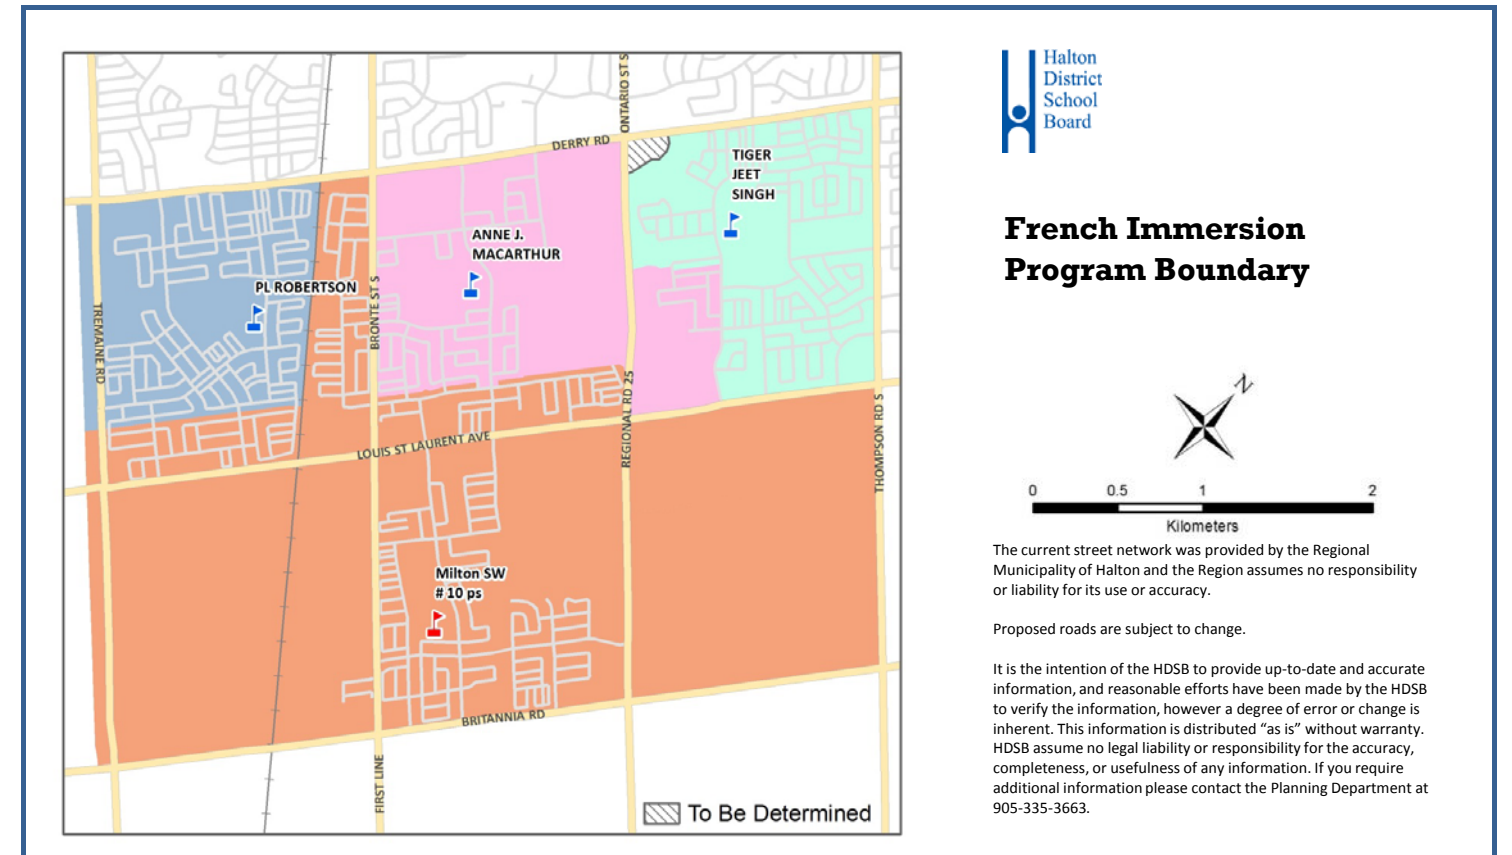 ONTARIO ST S
DERRY RD
TIGER
JEET
SINGH
ANNE J.
MACARTHUR
PL ROBERTSON
TREMAINE RD
BRONTE ST S
REGIONAL RD 25
THOMPSON RD S
LOUIS ST LAURENT AVE
Milton SW
# 10 ps
BRITANNIA RD
FIRST LINE
To Be Determined
Halton
District
School
Board
French Immersion
Program Boundary
N
0 0.5 1 2
Kilometers
The current street network was provided by the Regional
Municipality of Halton and the Region assumes no responsibility
or liability for its use or accuracy.
Proposed roads are subject to change.
It is the intention of the HDSB to provide up-to-date and accurate
information, and reasonable efforts have been made by the HDSB
to verify the information, however a degree of error or change is
inherent. This information is distributed “as is” without warranty.
HDSB assume no legal liability or responsibility for the accuracy,
completeness, or usefulness of any information. If you require
additional information please contact the Planning Department at
905-335-3663.